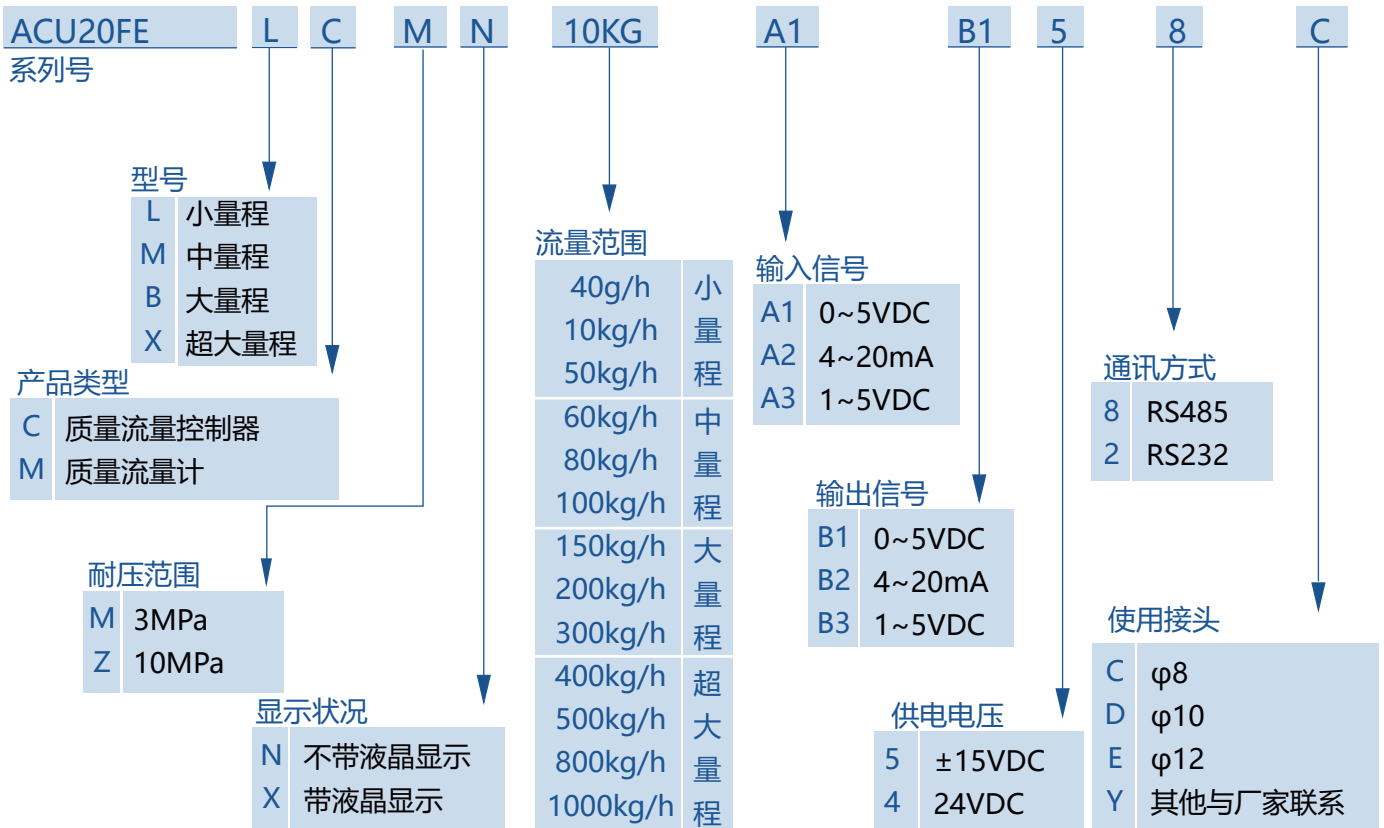 ACU20FE L C M N 10KG A1 B1 5 8 C
系列号
型号
L 小量程
M 中量程
B 大量程
X 超大量程
产品类型
C 质量流量控制器
M 质量流量计
耐压范围
M 3MPa
Z 10MPa
显示状况
N 不带液晶显示
X 带液晶显示
流量范围
40g/h
10kg/h
50kg/h
小量程
60kg/h
80kg/h
100kg/h
中量程
150kg/h
200kg/h
300kg/h
大量程
400kg/h
500kg/h
800kg/h
1000kg/h
超大量程
输入信号
A1 0~5VDC
A2 4~20mA
A3 1~5VDC
输出信号
B1 0~5VDC
B2 4~20mA
B3 1~5VDC
供电电压
5 ±15VDC
4 24VDC
通讯方式
8 RS485
2 RS232
使用接头
C φ8
D φ10
E φ12
Y 其他与厂家联系